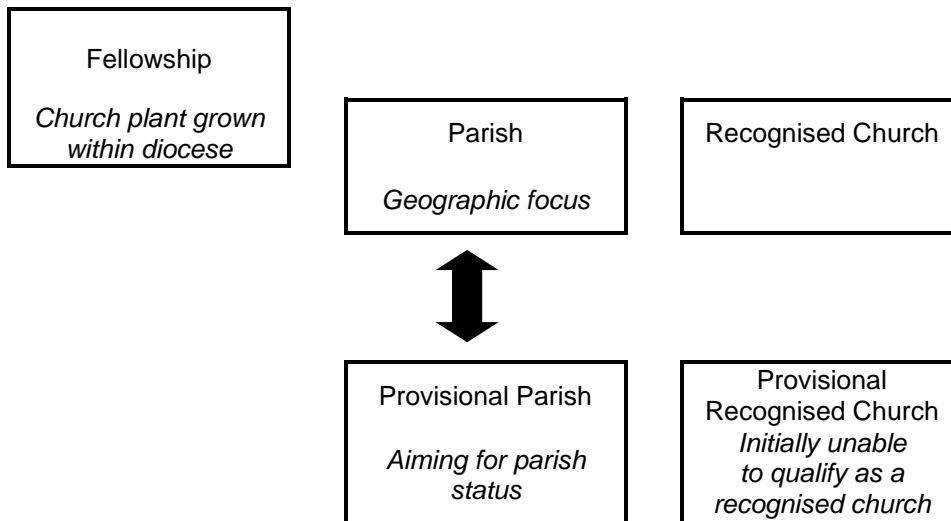 Fellowship
Church plant grown
within diocese
Parish
Geographic focus
Recognised Church
Provisional Parish
Aiming for parish
status
Provisional
Recognised Church
Initially unable
to qualify as a
recognised church